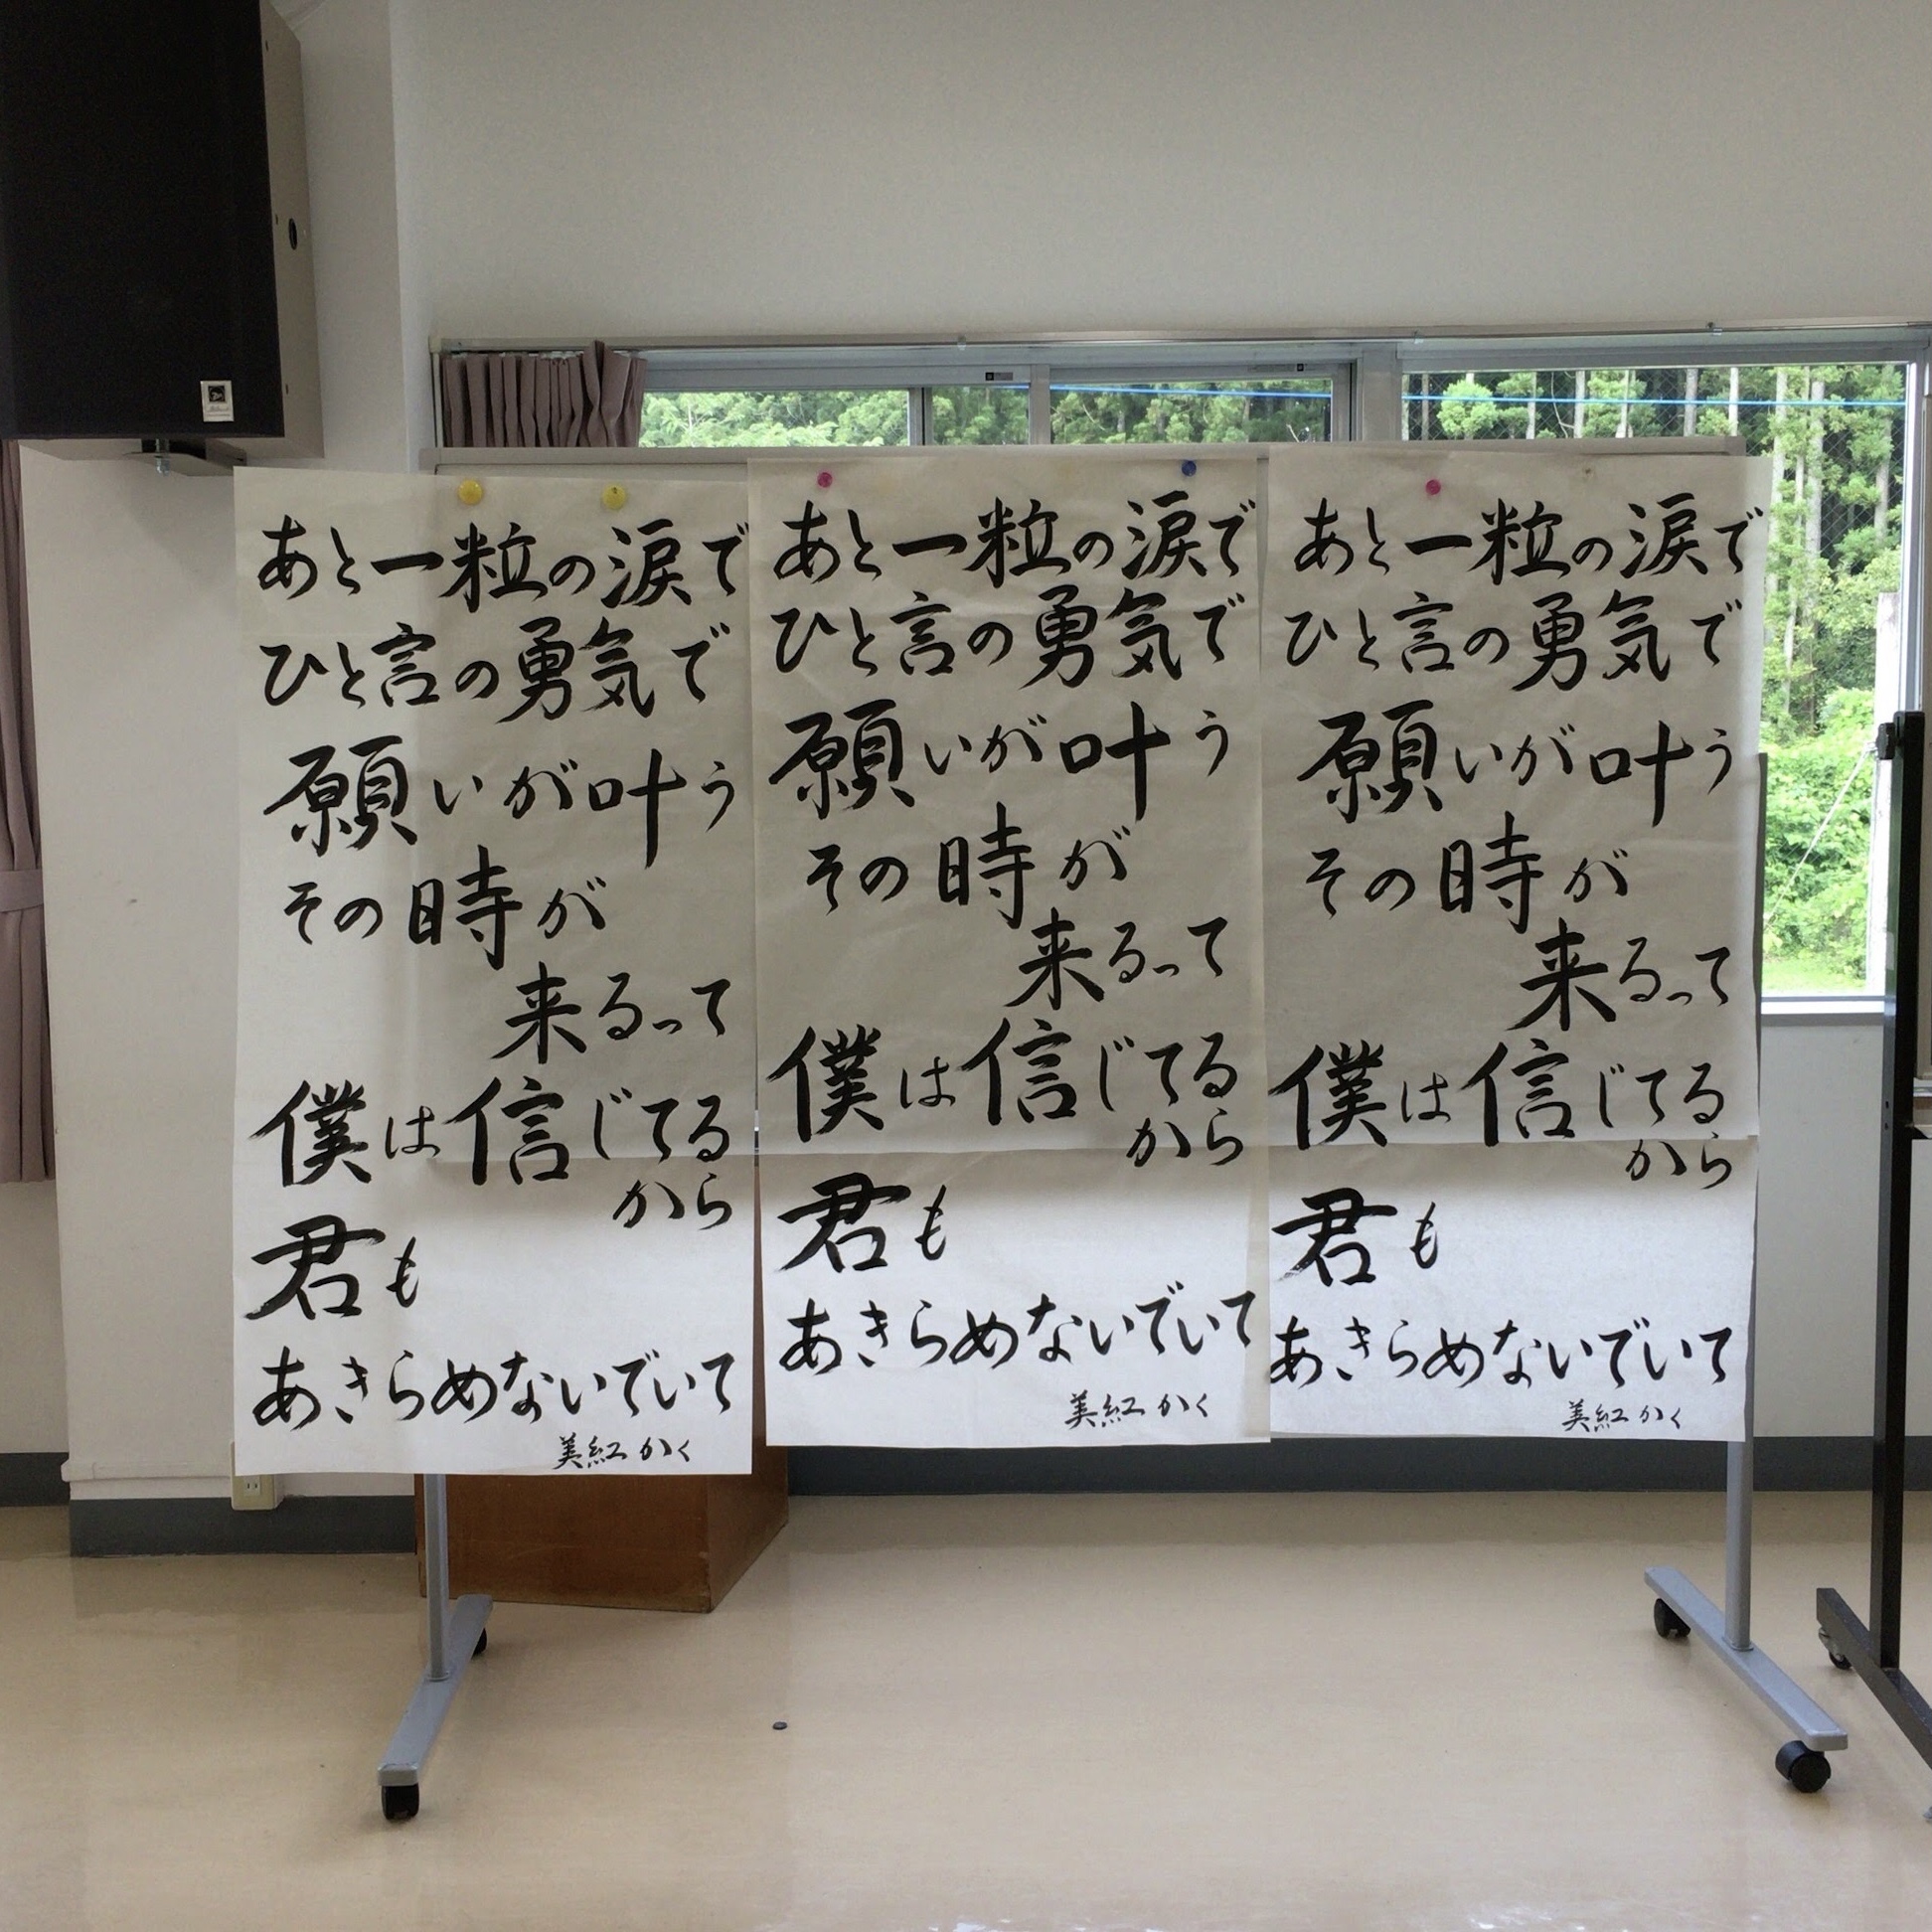 あと一粒の涙で
ひと言の勇気で
願いが叶う
その時が
来るって
僕は信じてる
から
君も
あきらめないでいて
美紅かく
あと一粒の涙で
ひと言の勇気で
願いが叶う
その時が
来るって
僕は信じてる
から
君も
あきらめないでいて
美紅かく
あと一粒の涙で
ひと言の勇気で
願いが叶う
その時が
来るって
僕は信じてる
から
君も
あきらめないでいて
美紅かく